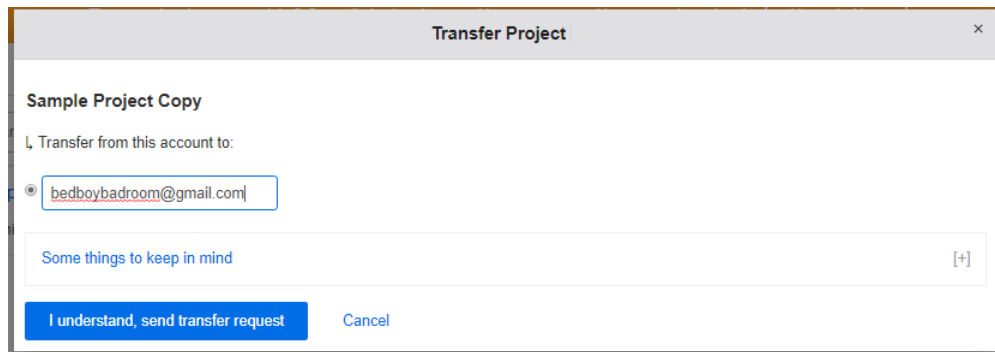 Transfer Project
×
Sample Project Copy
↳ Transfer from this account to:
bedboybadroom@gmail.com
Some things to keep in mind [+]
I understand, send transfer request Cancel